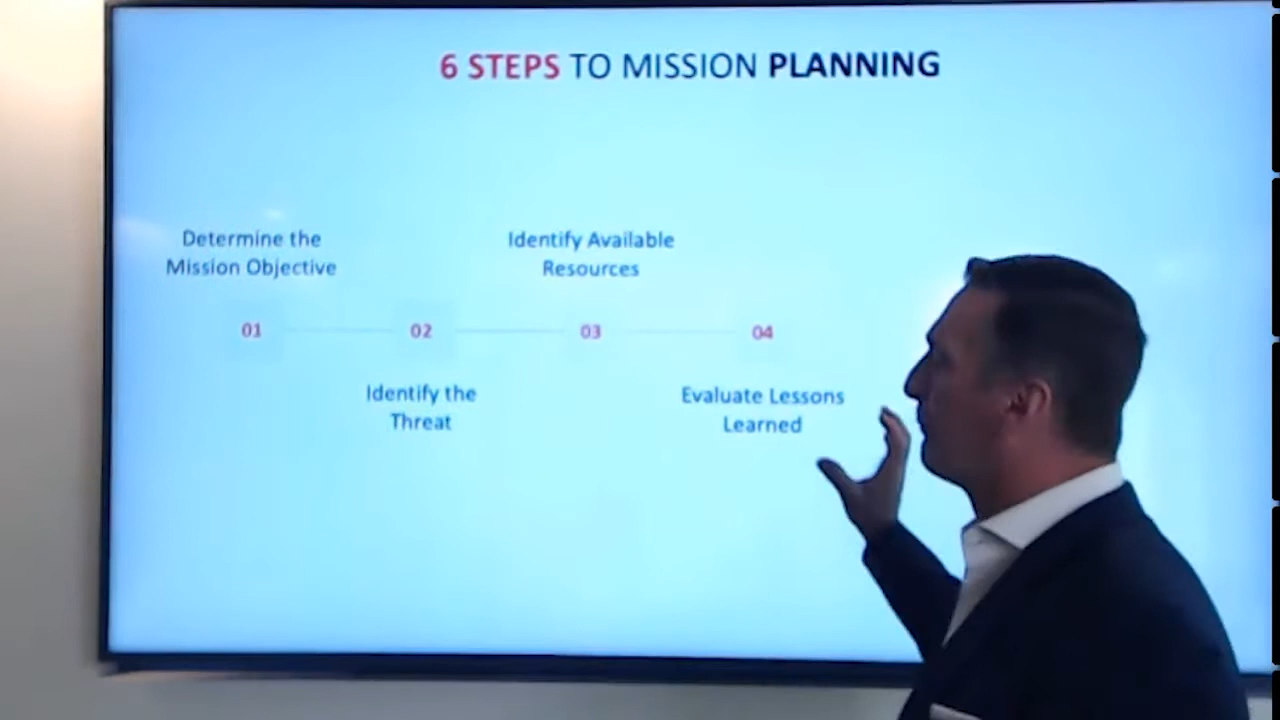 6 STEPS TO MISSION PLANNING
Determine the
Mission Objective
Identify Available
Resources
01
02
03
04
Identify the
Threat
Evaluate Lessons
Learned